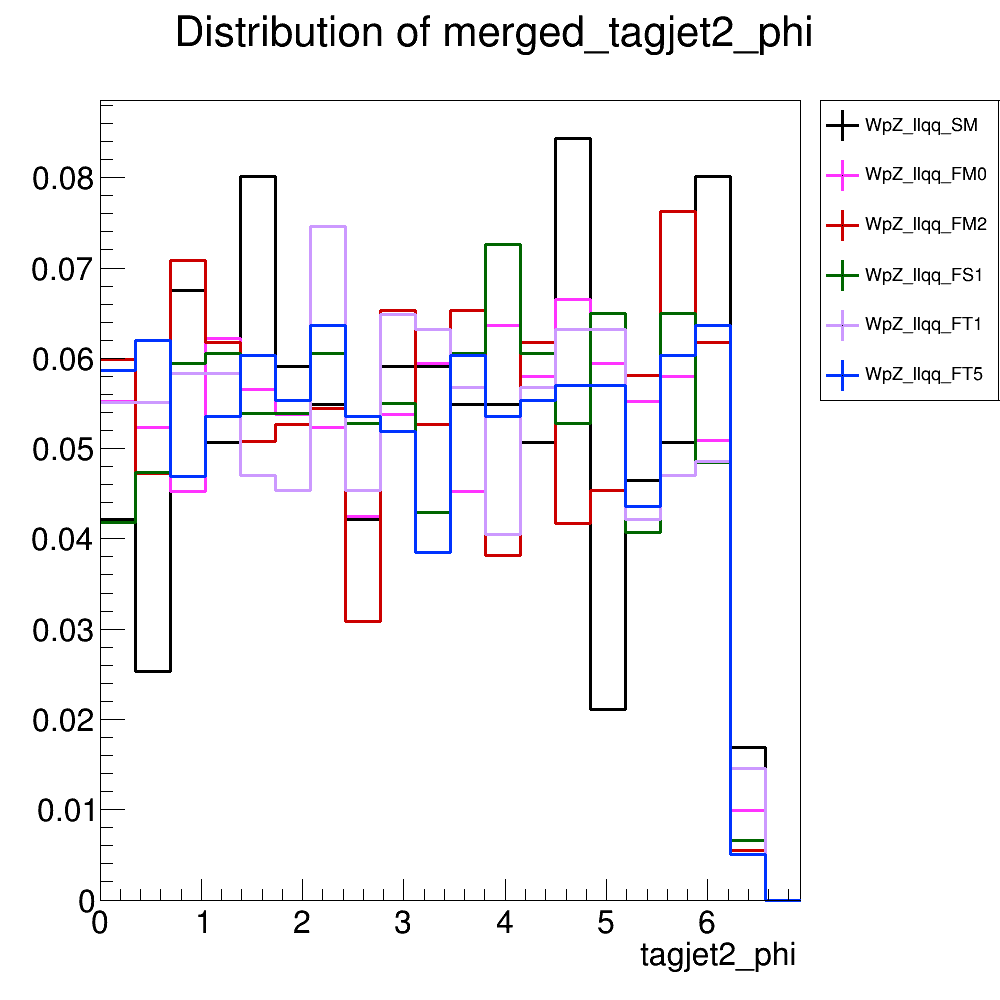 Distribution of merged_tagjet2_phi
WpZ_llqq_SM
WpZ_llqq_FM0
WpZ_llqq_FM2
WpZ_llqq_FS1
WpZ_llqq_FT1
WpZ_llqq_FT5
0.08
0.07
0.06
0.05
0.04
0.03
0.02
0.01
0
0 1 2 3 4 5 6
tagjet2_phi